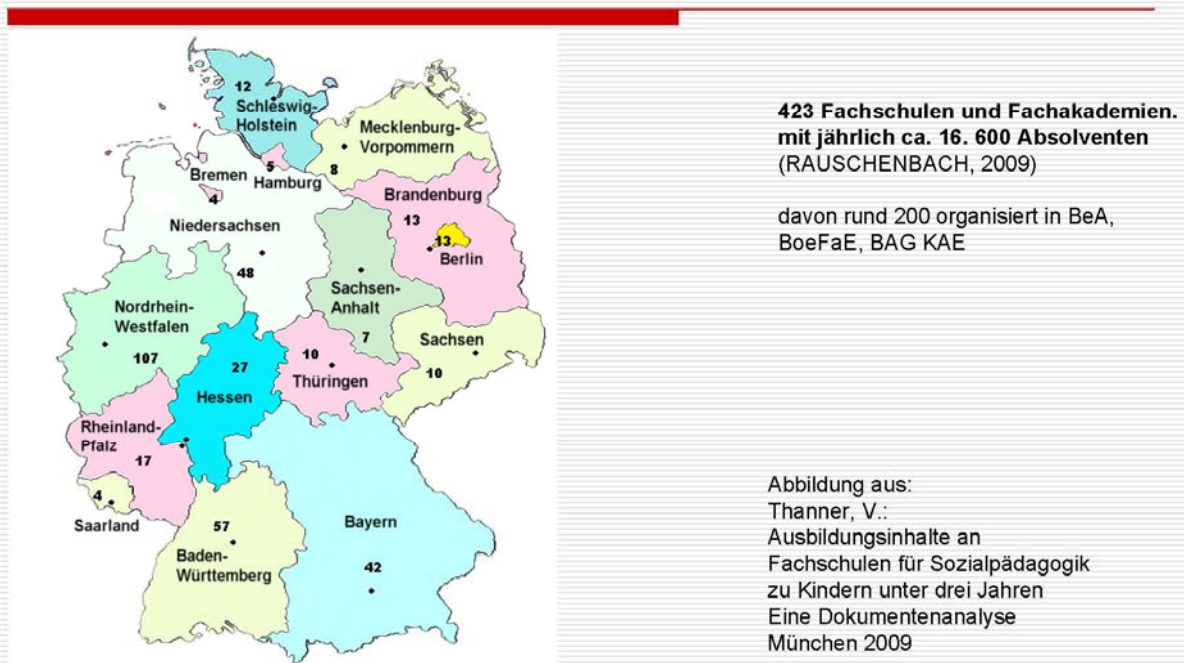 12
Schleswig-
Holstein
Mecklenburg-
Vorpommern
8
5
Hamburg
Bremen
4
Niedersachsen
48
Brandenburg
13
13
Berlin
Sachsen-
Anhalt
7
Nordrhein-
Westfalen
107
27
Hessen
10
Thüringen
Sachsen
10
Rheinland-
Pfalz
17
4
Saarland
57
Baden-
Württemberg
Bayern
42
423 Fachschulen und Fachakademien.
mit jährlich ca. 16. 600 Absolventen
(RAUSCHENBACH, 2009)
davon rund 200 organisiert in BeA,
BoeFaE, BAG KAE
Abbildung aus:
Thanner, V.:
Ausbildungsinhalte an
Fachschulen für Sozialpädagogik
zu Kindern unter drei Jahren
Eine Dokumentenanalyse
München 2009